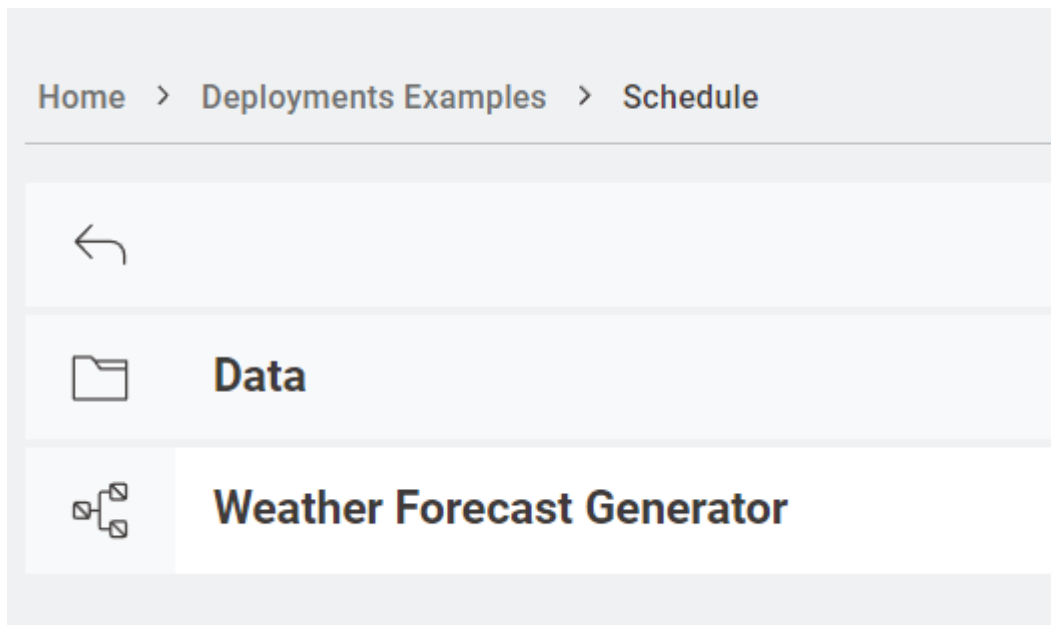 Home > Deployments Examples > Schedule
Data
Weather Forecast Generator